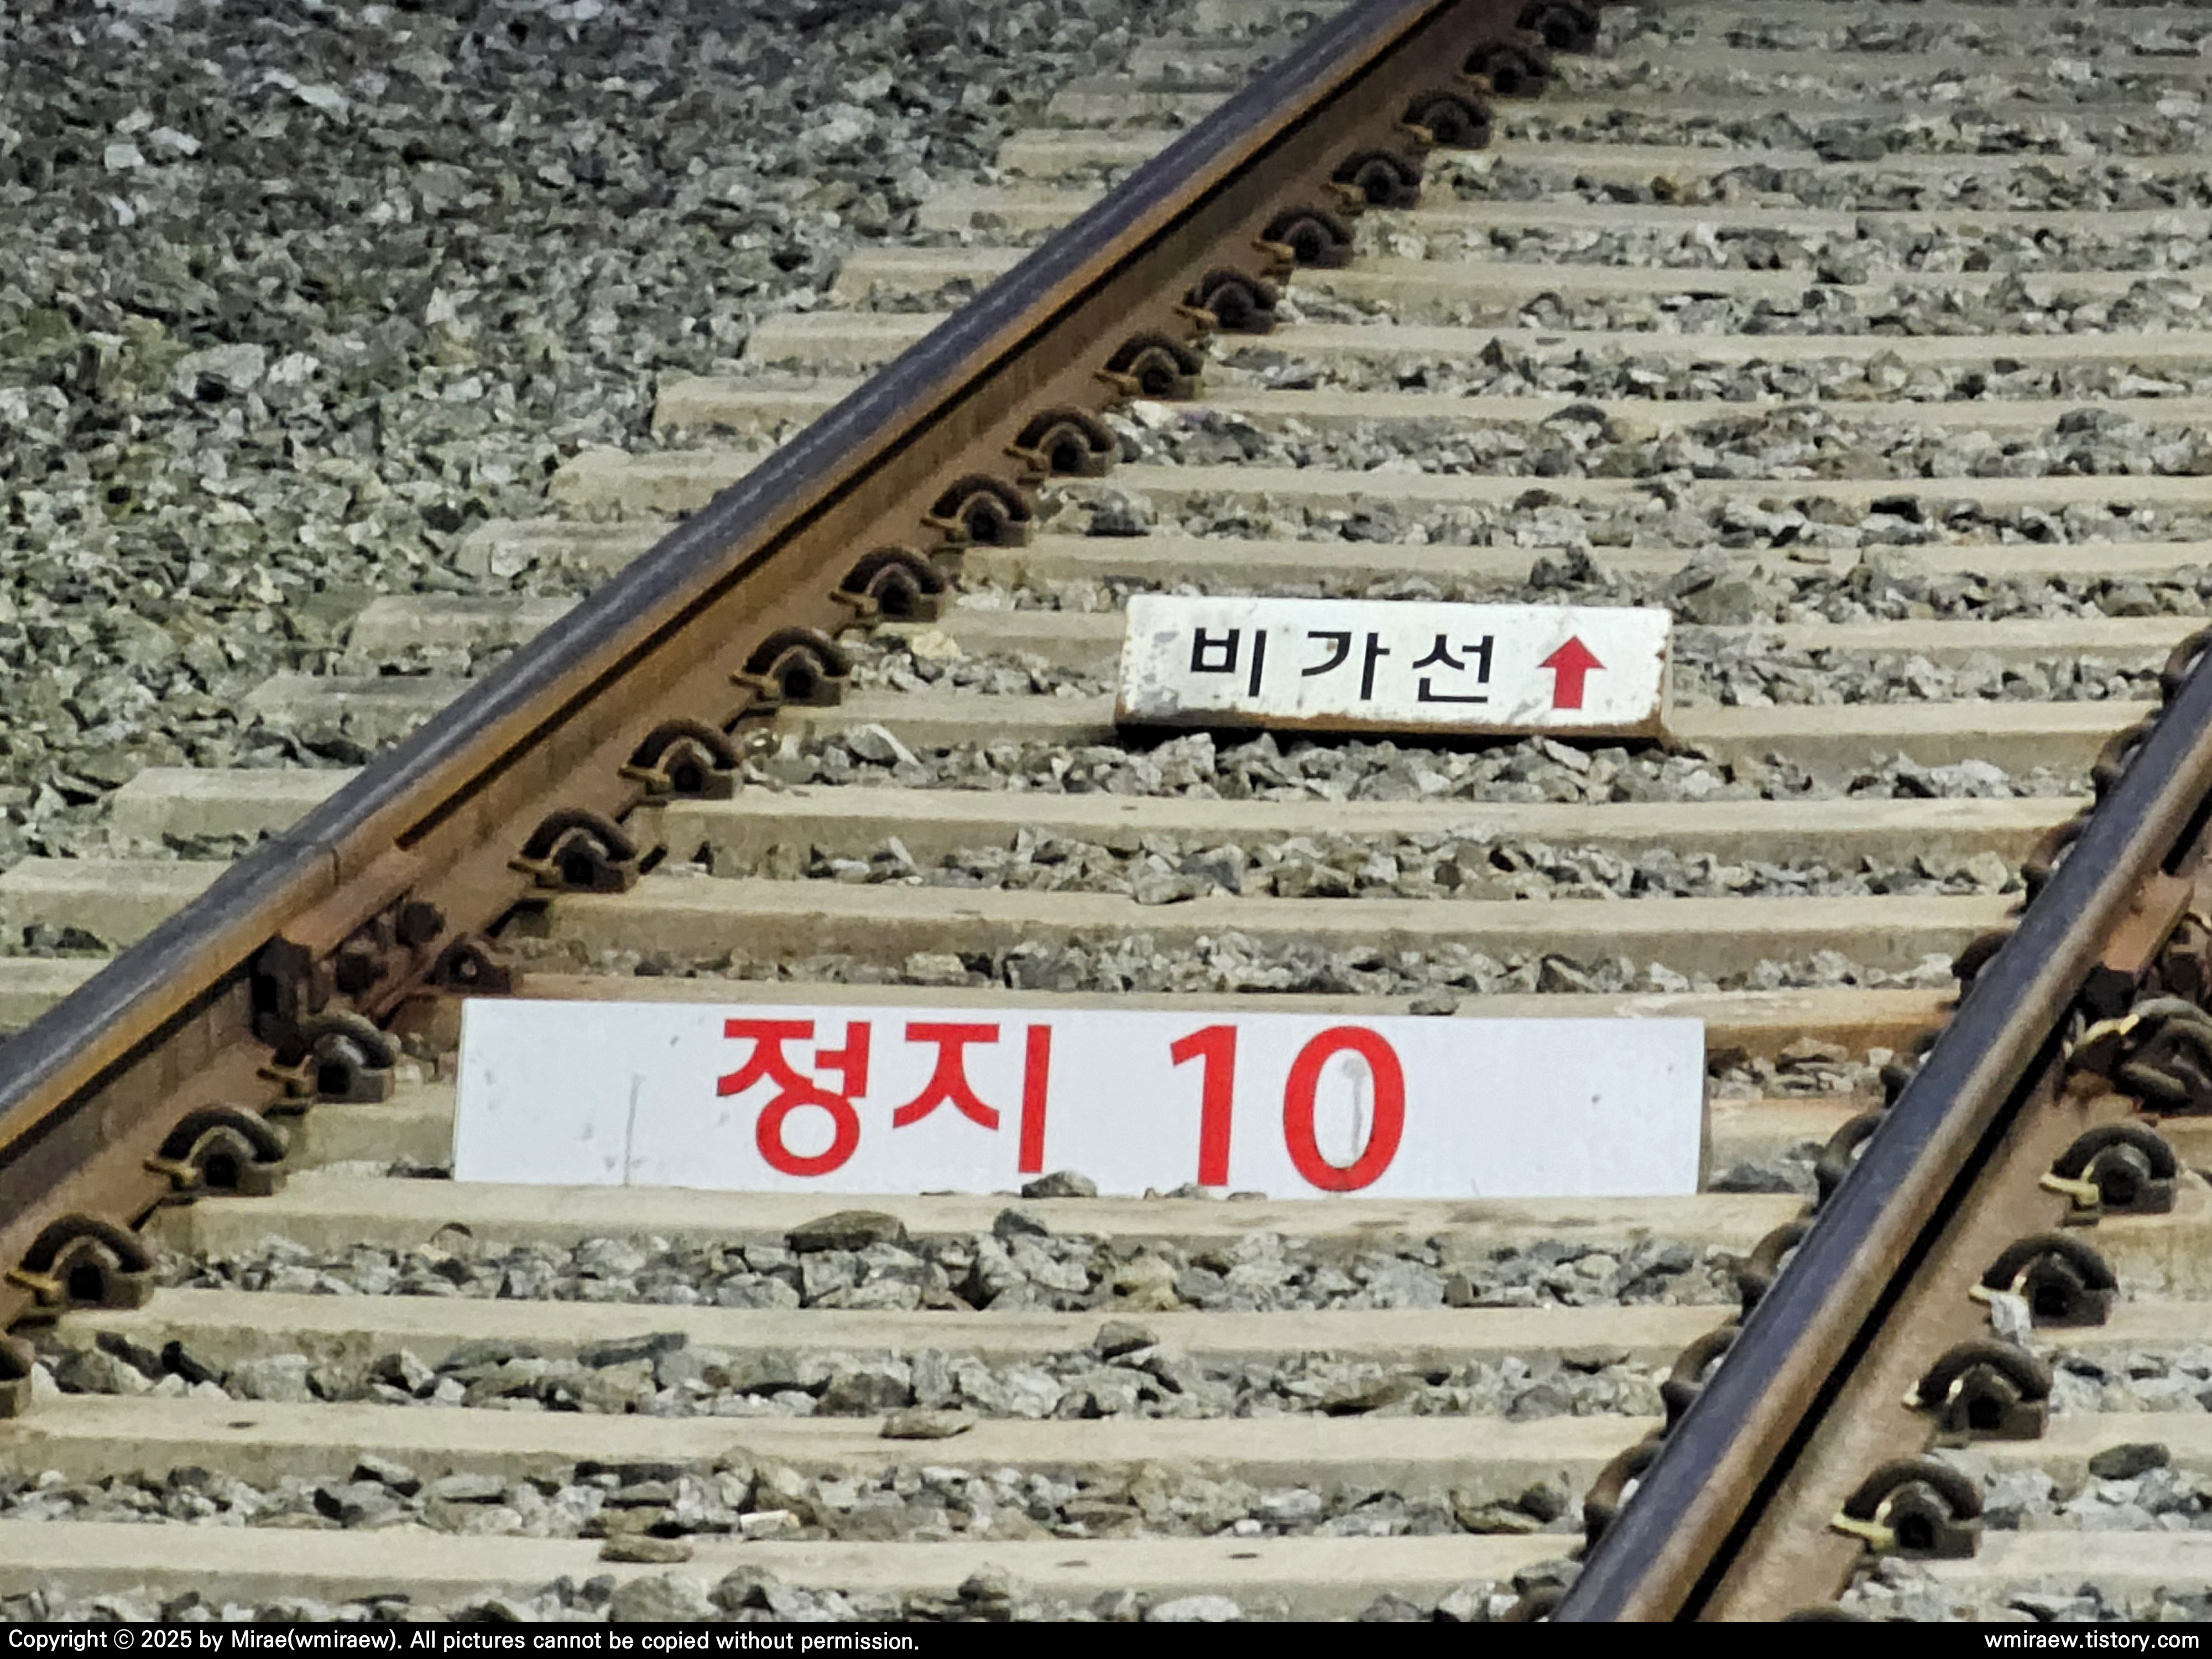 비가선↑
정지 10
Copyright ⓒ 2025 by Mirae(wmiraew). All pictures cannot be copied without permission.
wmiraew.tistory.com